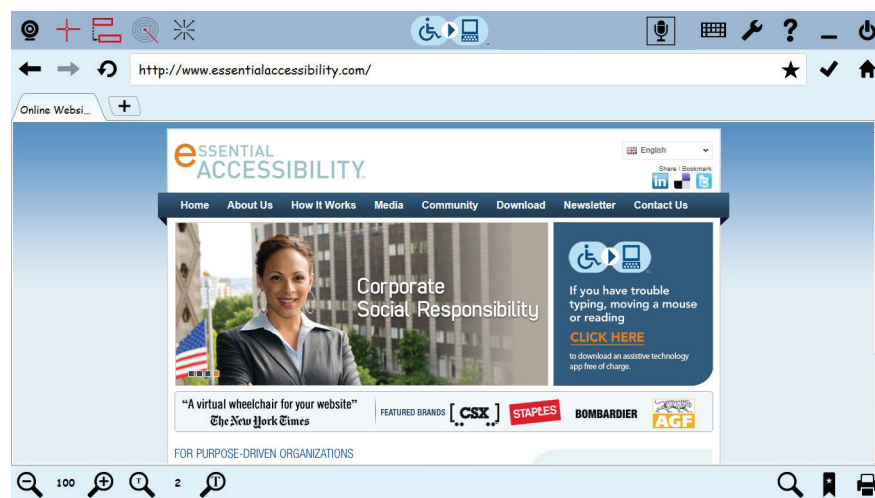 http://www.essentialaccessibility.com/
Online Websi...
eSSENTIAL
ACCESSIBILITY
English
Share / Bookmark
Home About Us How It Works Media Community Download Newsletter Contact Us
Corporate
Social Responsibility
If you have trouble
typing, moving a mouse
or reading
CLICK HERE
to download an assistive technology
app free of charge.
"A virtual wheelchair for your website"
The New York Times
FEATURED BRANDS [CSX] STAPLES BOMBARDIER AGF
FOR PURPOSE-DRIVEN ORGANIZATIONS
100 T 2 T